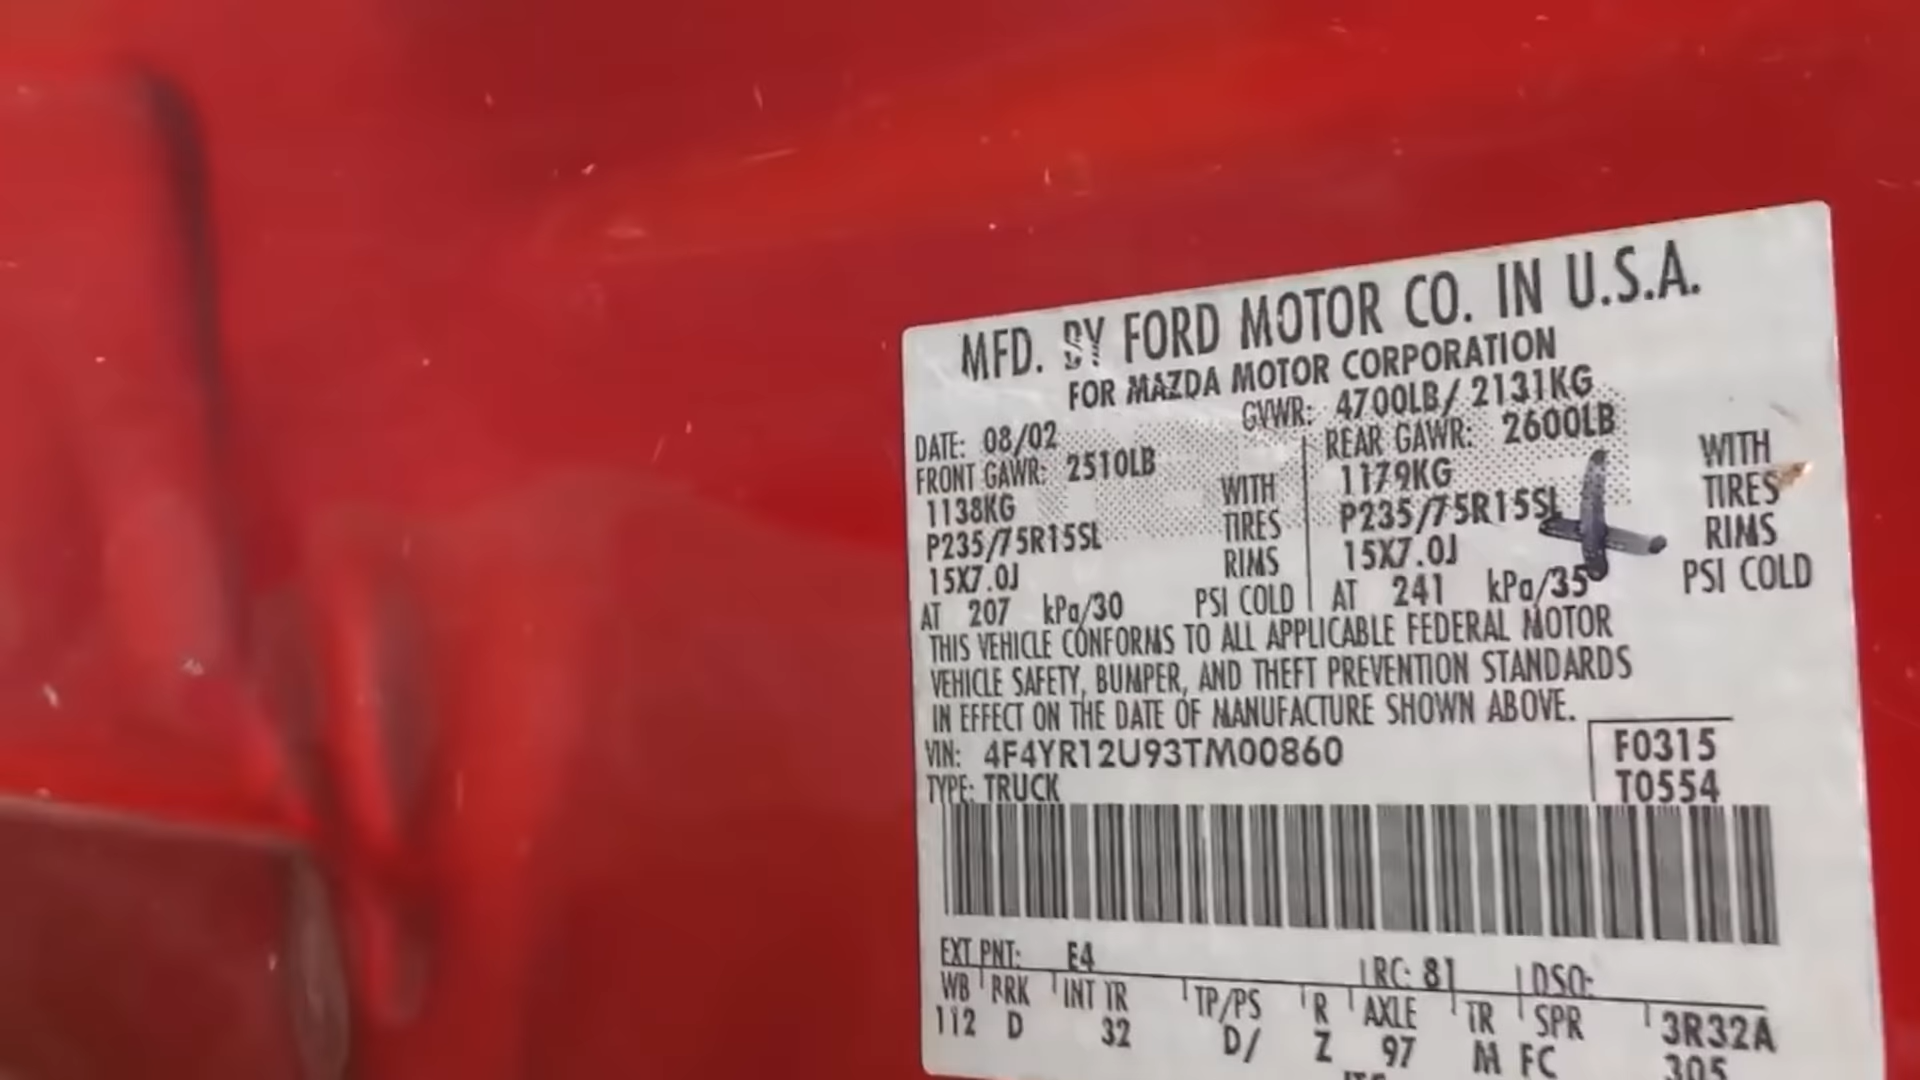 MFD. BY FORD MOTOR CO. IN U.S.A.
FOR MAZDA MOTOR CORPORATION
DATE: 08/02 GVWR: 4700LB/ 2131KG
FRONT GAWR: 2510LB REAR GAWR: 2600LB
1138KG WITH 1179KG WITH
P235/75R15SL TIRES P235/75R15SL TIRES
15X7.0J RIMS 15X7.0J RIMS
AT 207 kPa/30 PSI COLD AT 241 kPa/35 PSI COLD
THIS VEHICLE CONFORMS TO ALL APPLICABLE FEDERAL MOTOR
VEHICLE SAFETY, BUMPER, AND THEFT PREVENTION STANDARDS
IN EFFECT ON THE DATE OF MANUFACTURE SHOWN ABOVE.
VIN: 4F4YR12U93TM00860 F0315
TYPE: TRUCK T0554
EXT PNT: E4 RC: 81 DSO:
WB BRK INT TR TP/PS R AXLE TR SPR 3R32A
112 D 32 D/ Z 97 M FC 305